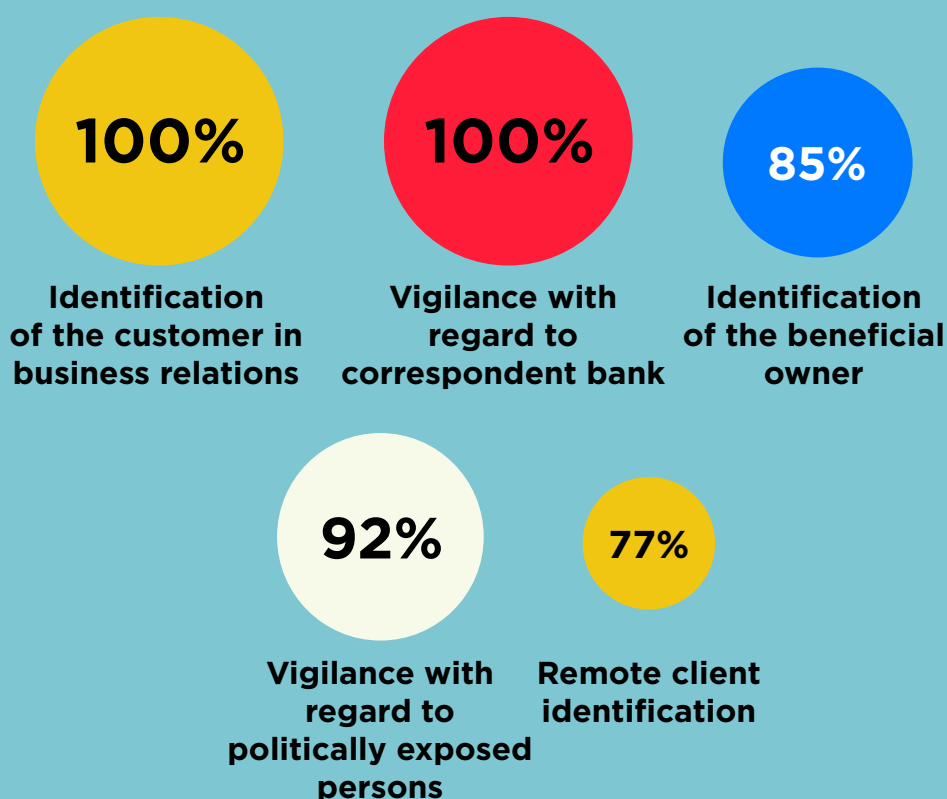 100%
Identification
of the customer in
business relations
100%
Vigilance with
regard to
correspondent bank
85%
Identification
of the beneficial
owner
92%
Vigilance with
regard to
politically exposed
persons
77%
Remote client
identification